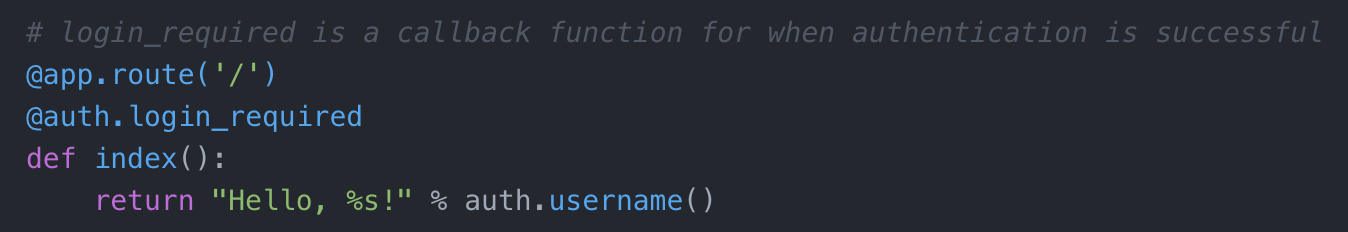 # login_required is a callback function for when authentication is successful
@app.route('/')
@auth.login_required
def index():
    return "Hello, %s!" % auth.username()